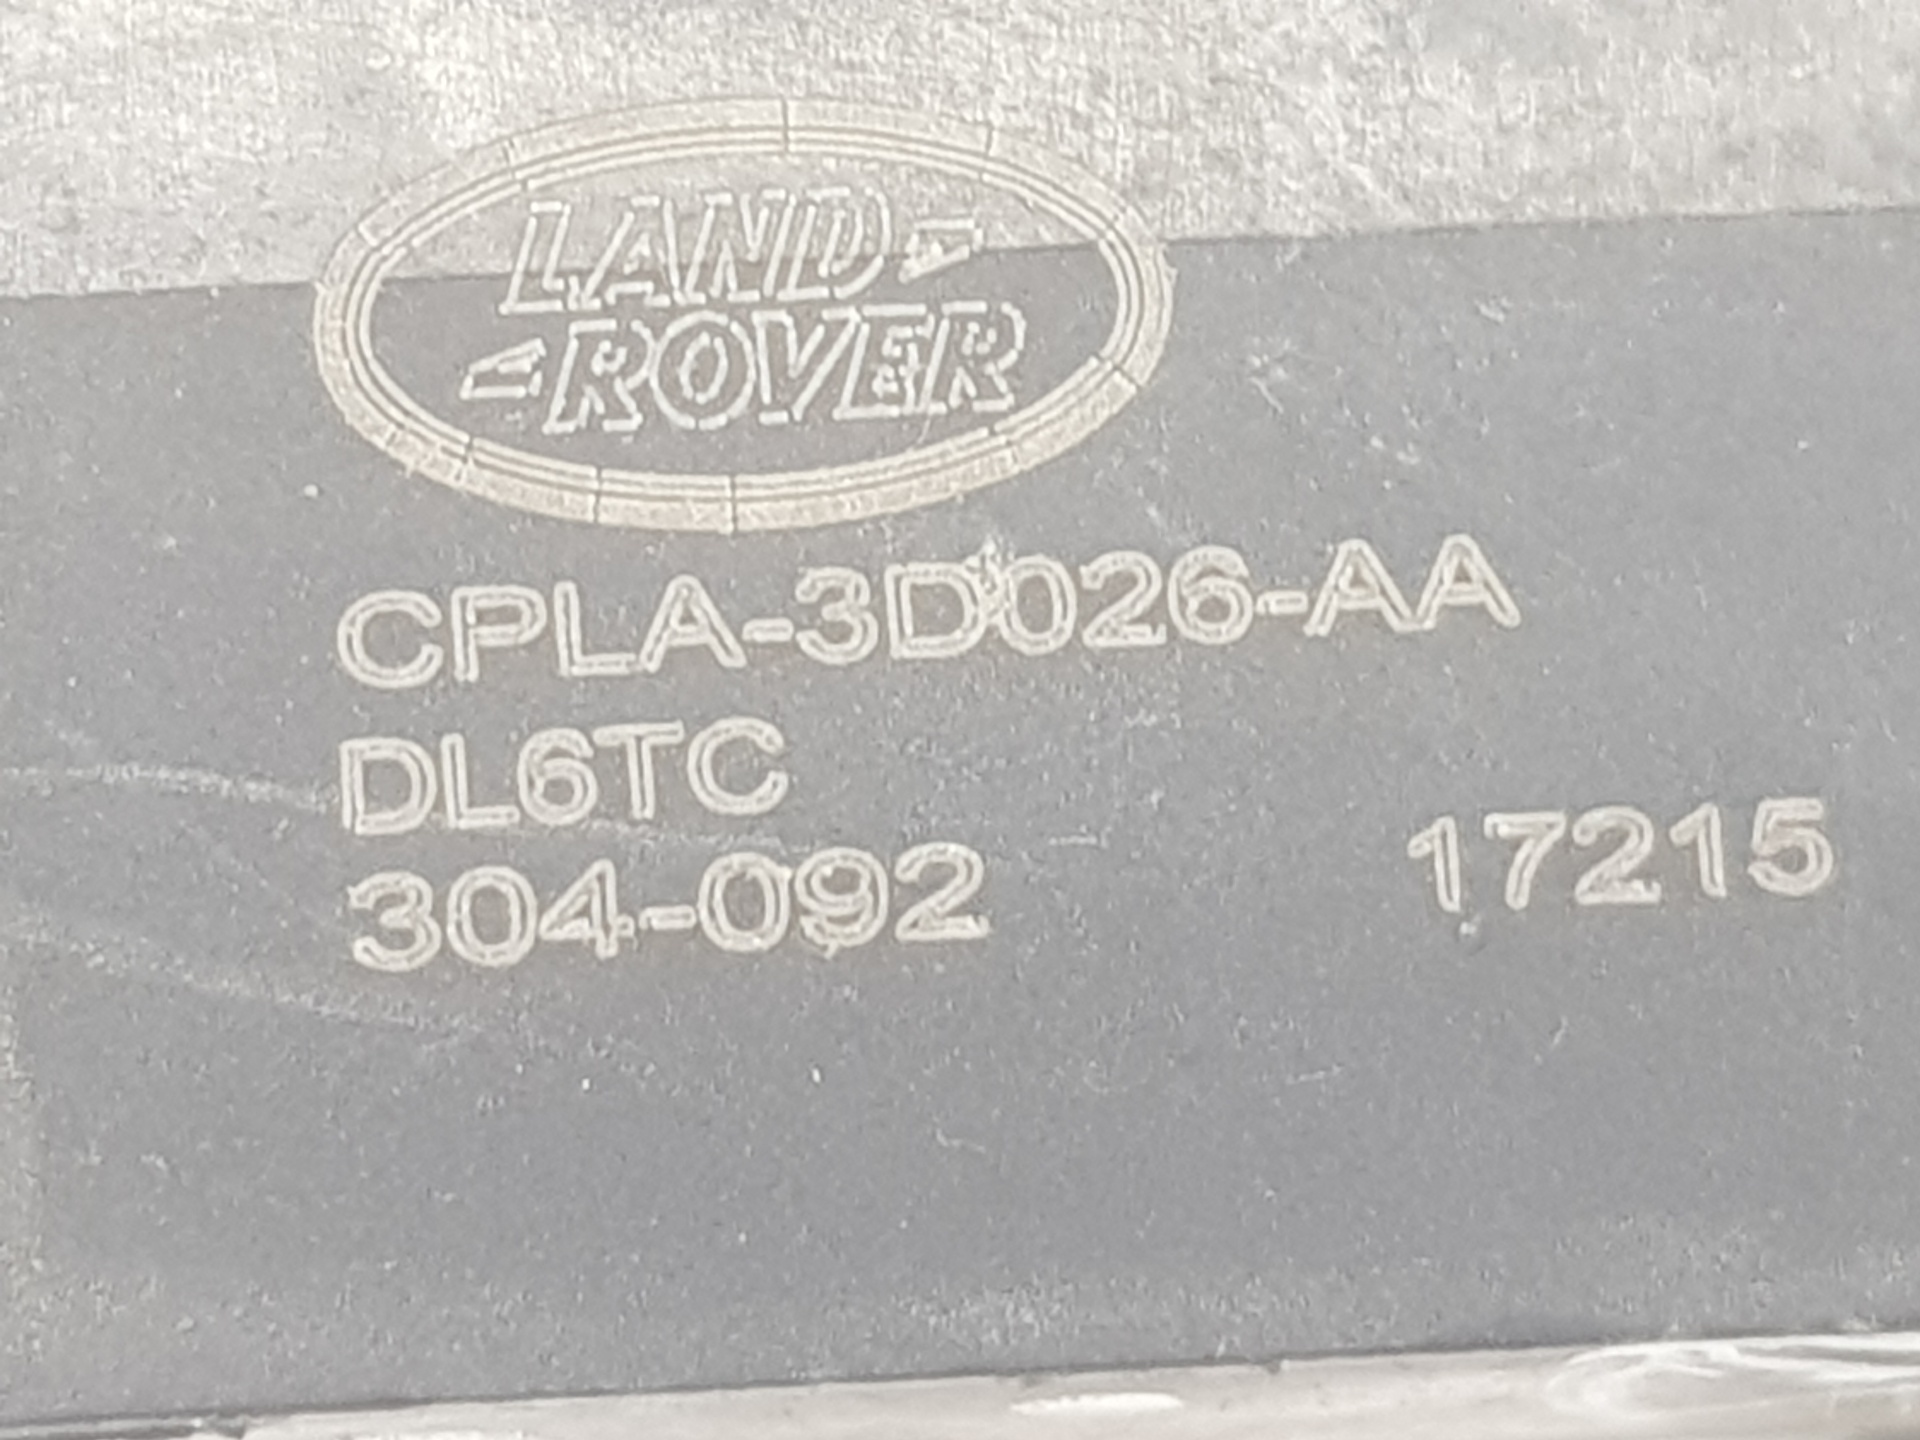 LAND
ROVER
CPLA-3D026-AA
DL6TC
304-092
17215